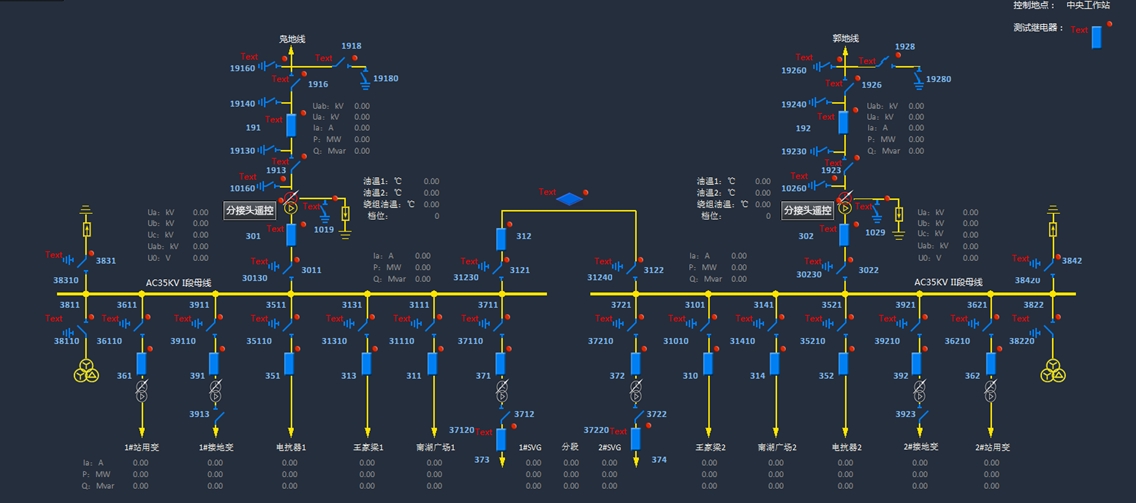 控制地点： 中央工作站
测试继电器： Text
凫地线 郭地线
1918 1928
Text Text Text Text
19160 19180 19260 19280
Text 1916 Text 1926
19140 19240
Uab: kV 0.00 Uab: kV 0.00
Ua: kV 0.00 Ua: kV 0.00
Text Text
191 Ia: A 0.00 192 Ia: A 0.00
P: MW 0.00 P: MW 0.00
19130 Q: Mvar 0.00 19230 Q: Mvar 0.00
Text Text
1913 1923
Text Text
10160 10260
油温1: ℃ 0.00 油温1: ℃ 0.00
油温2: ℃ 0.00 油温2: ℃ 0.00
绕组油温: ℃ 0.00 绕组油温: ℃ 0.00
档位: 0 档位: 0
Text
分接头遥控 Text 分接头遥控 Text
1019 1029
Ua: kV 0.00 Ua: kV 0.00
Ub: kV 0.00 Ub: kV 0.00
Uc: kV 0.00 Uc: kV 0.00
Uab: kV 0.00 Uab: kV 0.00
U0: V 0.00 U0: V 0.00
Text Text
301 312 302
Text 3831 Text 3011 Text 3121 Text 3122 Text 3022 Text 3842
38310 30130 31230 31240 30230 38420
Ia: A 0.00 Ia: A 0.00
P: MW 0.00 P: MW 0.00
Q: Mvar 0.00 Q: Mvar 0.00
AC35KV I段母线 AC35KV II段母线
3811 3611 3911 3511 3131 3111 3711 3721 3101 3141 3521 3921 3621 3822
Text Text Text Text Text Text Text Text Text Text Text Text Text Text
38110 36110 39110 35110 31310 31110 37110 37210 31010 31410 35210 39210 36210 38220
361 391 351 313 311 371 372 310 314 352 392 362
3913 3712 3722 3923
37120 Text 37220 Text
1#站用变 1#接地变 电抗器1 王家梁1 南湖广场1 1#SVG 分段 2#SVG 王家梁2 南湖广场2 电抗器2 2#接地变 2#站用变
373 374
Ia: A 0.00 0.00 0.00 0.00 0.00 0.00 0.00 0.00 0.00 0.00 0.00 0.00 0.00
P: MW 0.00 0.00 0.00 0.00 0.00 0.00 0.00 0.00 0.00 0.00 0.00 0.00 0.00
Q: Mvar 0.00 0.00 0.00 0.00 0.00 0.00 0.00 0.00 0.00 0.00 0.00 0.00 0.00